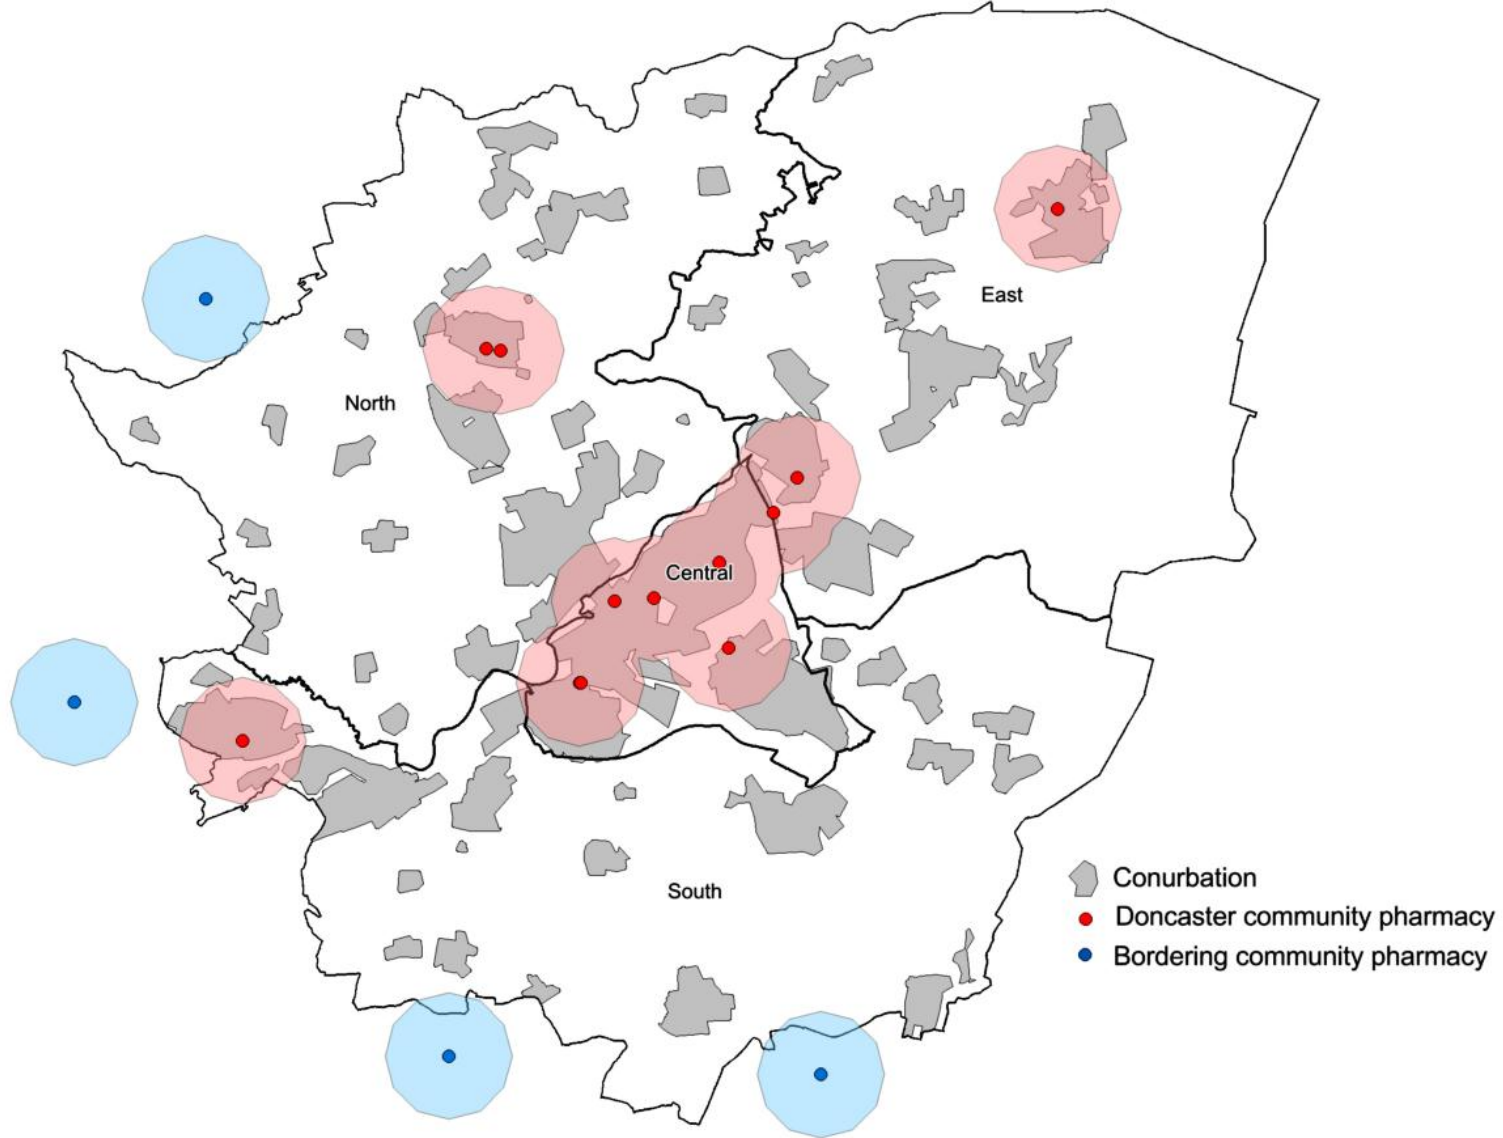 East
North
Central
South
Conurbation
Doncaster community pharmacy
Bordering community pharmacy